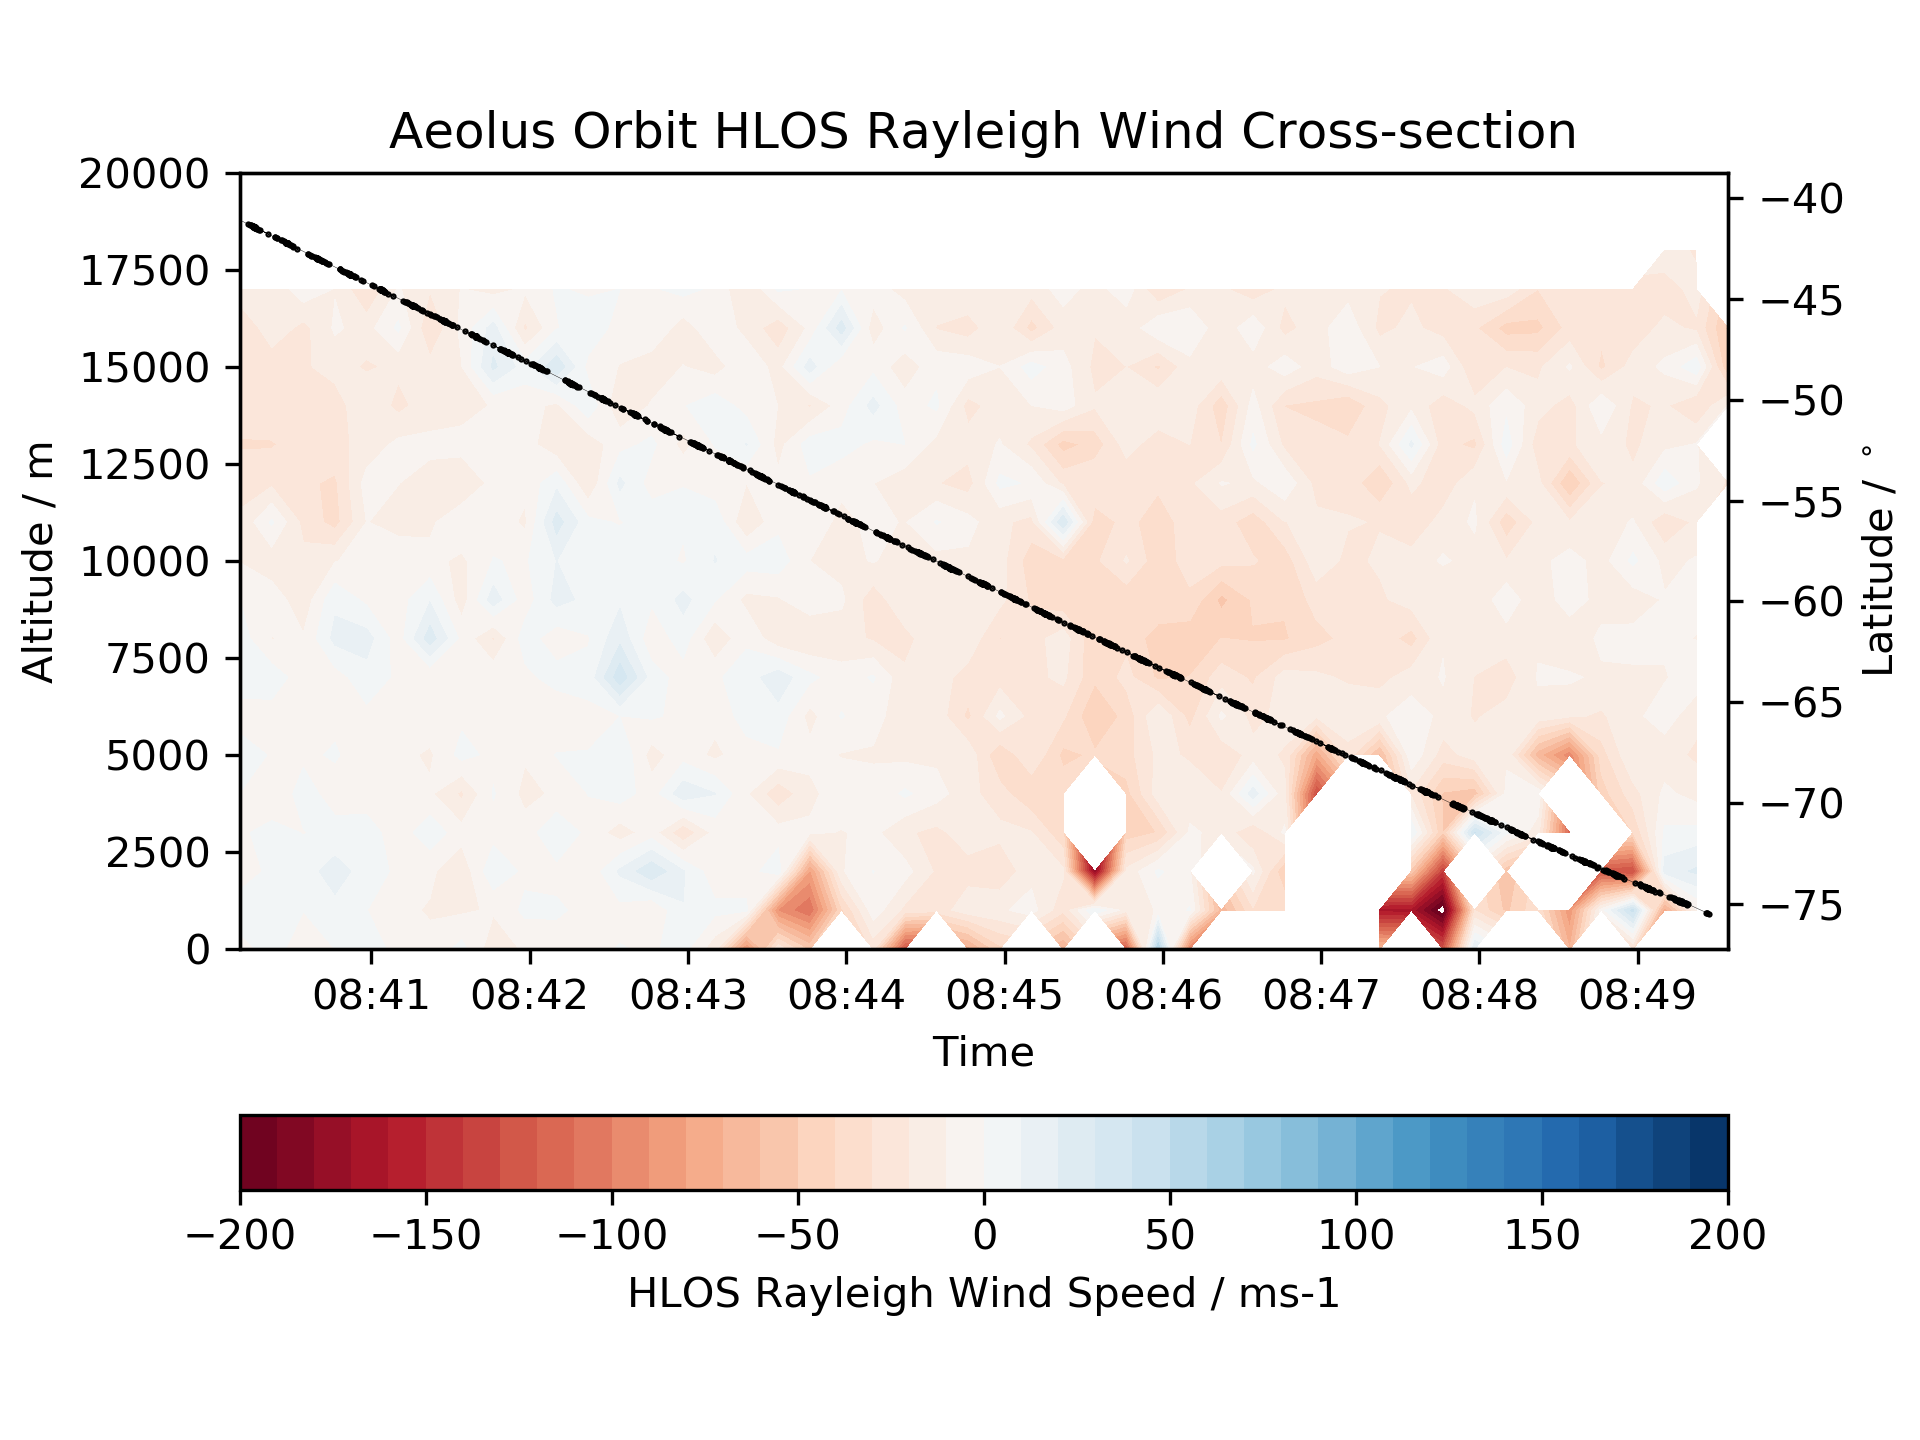 Aeolus Orbit HLOS Rayleigh Wind Cross-section
20000
17500
15000
12500
10000
7500
5000
2500
0
Altitude / m
−40
−45
−50
−55
−60
−65
−70
−75
Latitude / °
08:41 08:42 08:43 08:44 08:45 08:46 08:47 08:48 08:49
Time
−200 −150 −100 −50 0 50 100 150 200
HLOS Rayleigh Wind Speed / ms-1